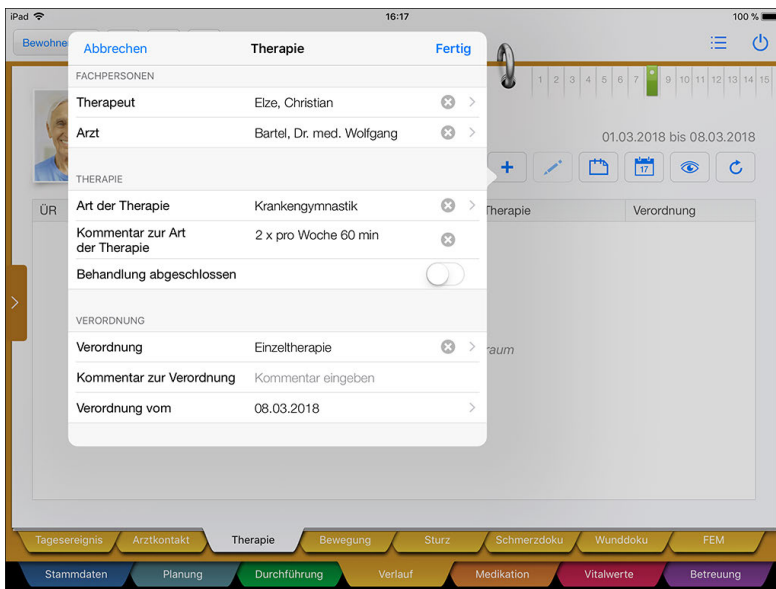 iPad 16:17 100 %
Bewohne
Abbrechen Therapie Fertig
FACHPERSONEN
Therapeut Elze, Christian
Arzt Bartel, Dr. med. Wolfgang
THERAPIE
Art der Therapie Krankengymnastik
Kommentar zur Art 2 x pro Woche 60 min
der Therapie
Behandlung abgeschlossen
VERORDNUNG
Verordnung Einzeltherapie
Kommentar zur Verordnung Kommentar eingeben
Verordnung vom 08.03.2018
1 2 3 4 5 6 7 9 10 11 12 13 14 15
01.03.2018 bis 08.03.2018
17
ÜR Therapie Verordnung
raum
Tagesereignis Arztkontakt Therapie Bewegung Sturz Schmerzdoku Wunddoku FEM
Stammdaten Planung Durchführung Verlauf Medikation Vitalwerte Betreuung